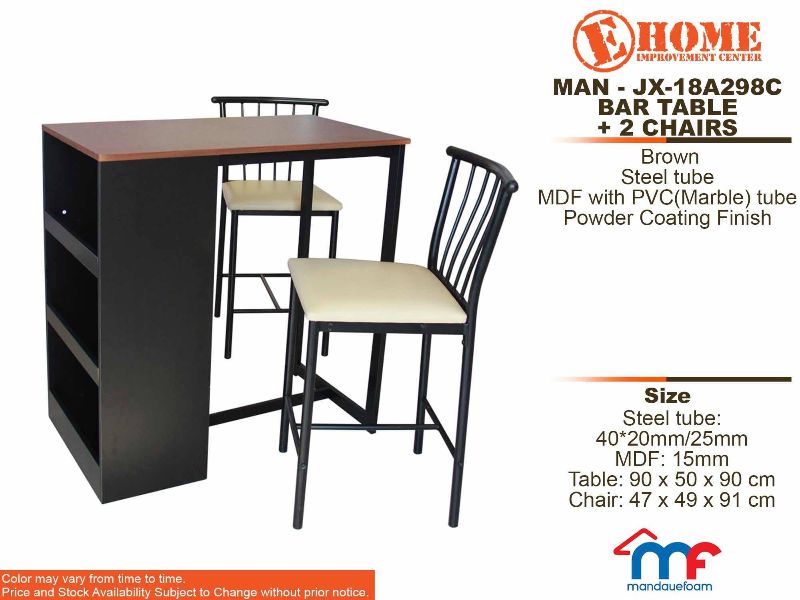 E HOME
IMPROVEMENT CENTER
MAN - JX-18A298C
BAR TABLE
+ 2 CHAIRS
Brown
Steel tube
MDF with PVC(Marble) tube
Powder Coating Finish
Size
Steel tube:
40*20mm/25mm
MDF: 15mm
Table: 90 x 50 x 90 cm
Chair: 47 x 49 x 91 cm
mf
mandauefoam
Color may vary from time to time.
Price and Stock Availability Subject to Change without prior notice.